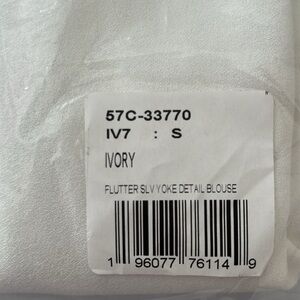 57C-33770
IV7 : S
IVORY
FLUTTER SLV YOKE DETAIL BLOUSE
1 96077 76114 9